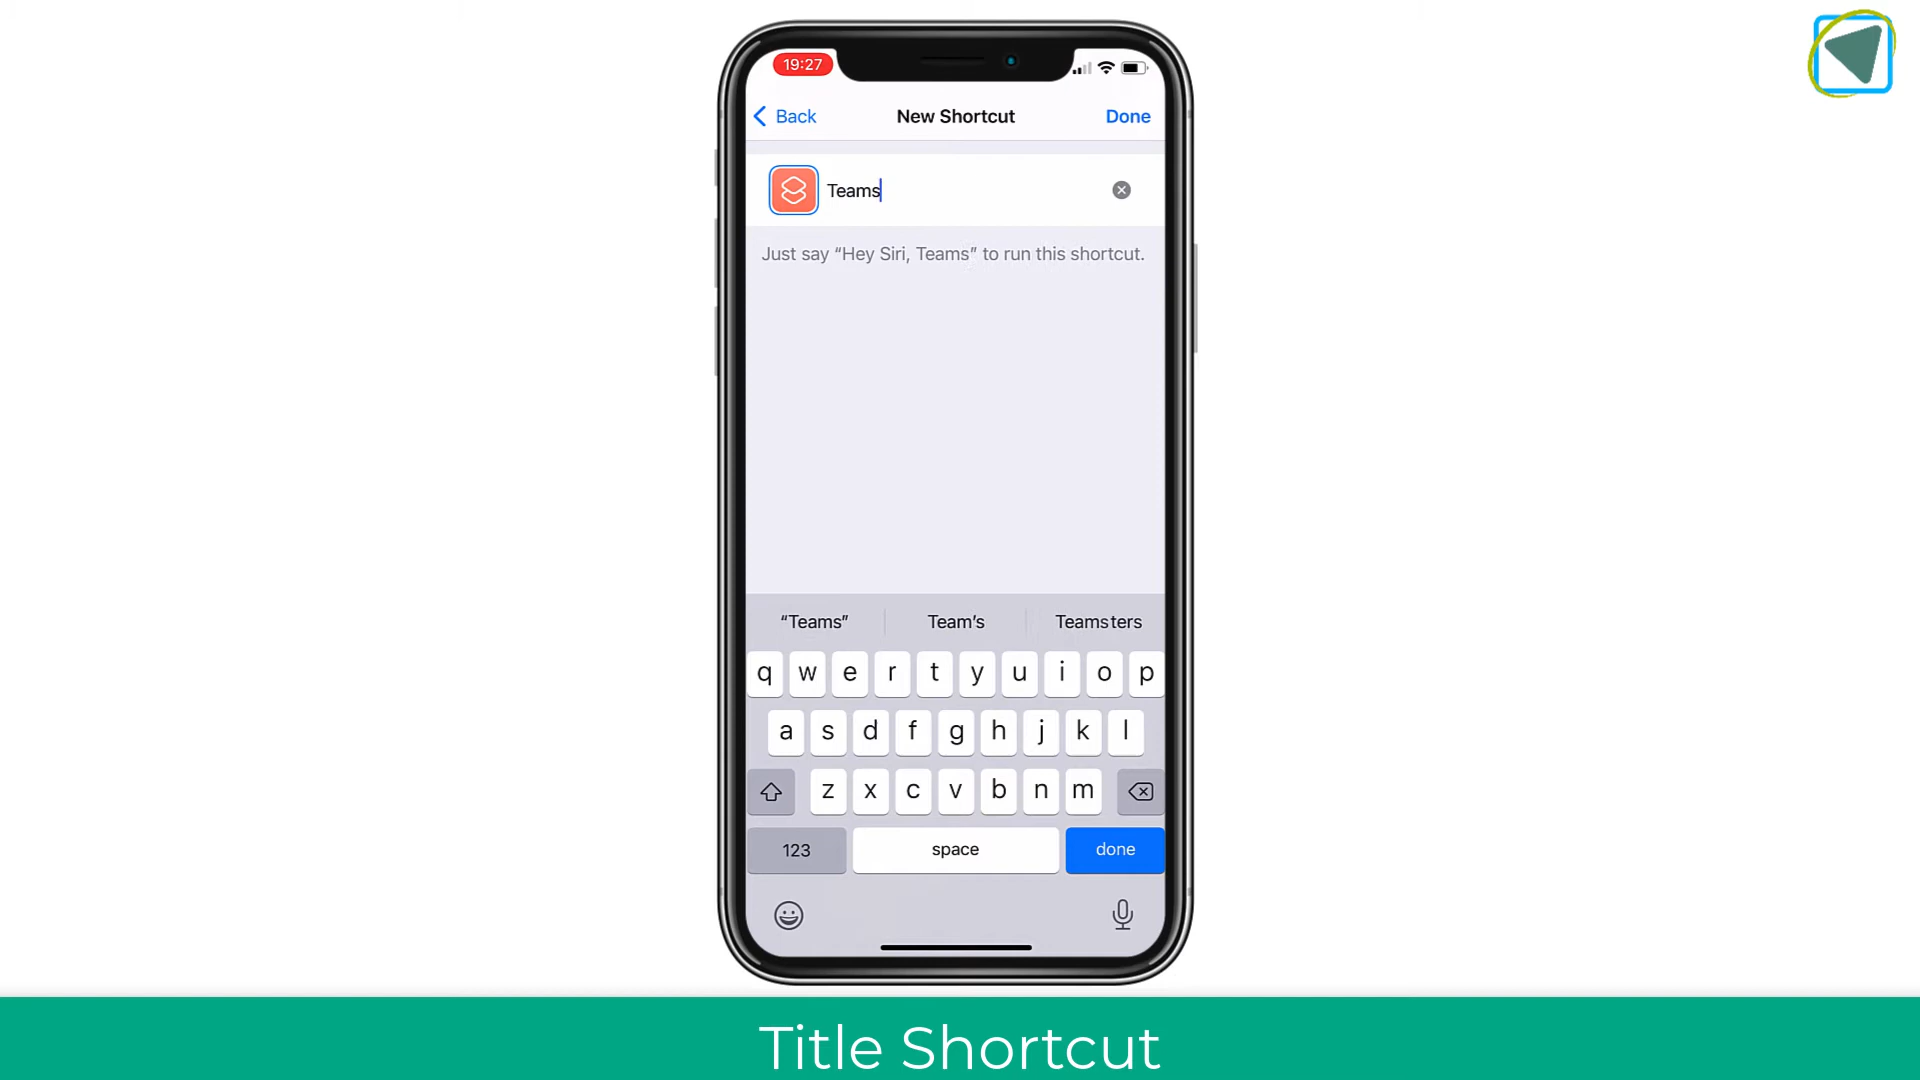 19:27
Back New Shortcut Done
Teams
Just say “Hey Siri, Teams” to run this shortcut.
“Teams” Team’s Teamsters
q w e r t y u i o p
a s d f g h j k l
z x c v b n m
123 space done
Title Shortcut